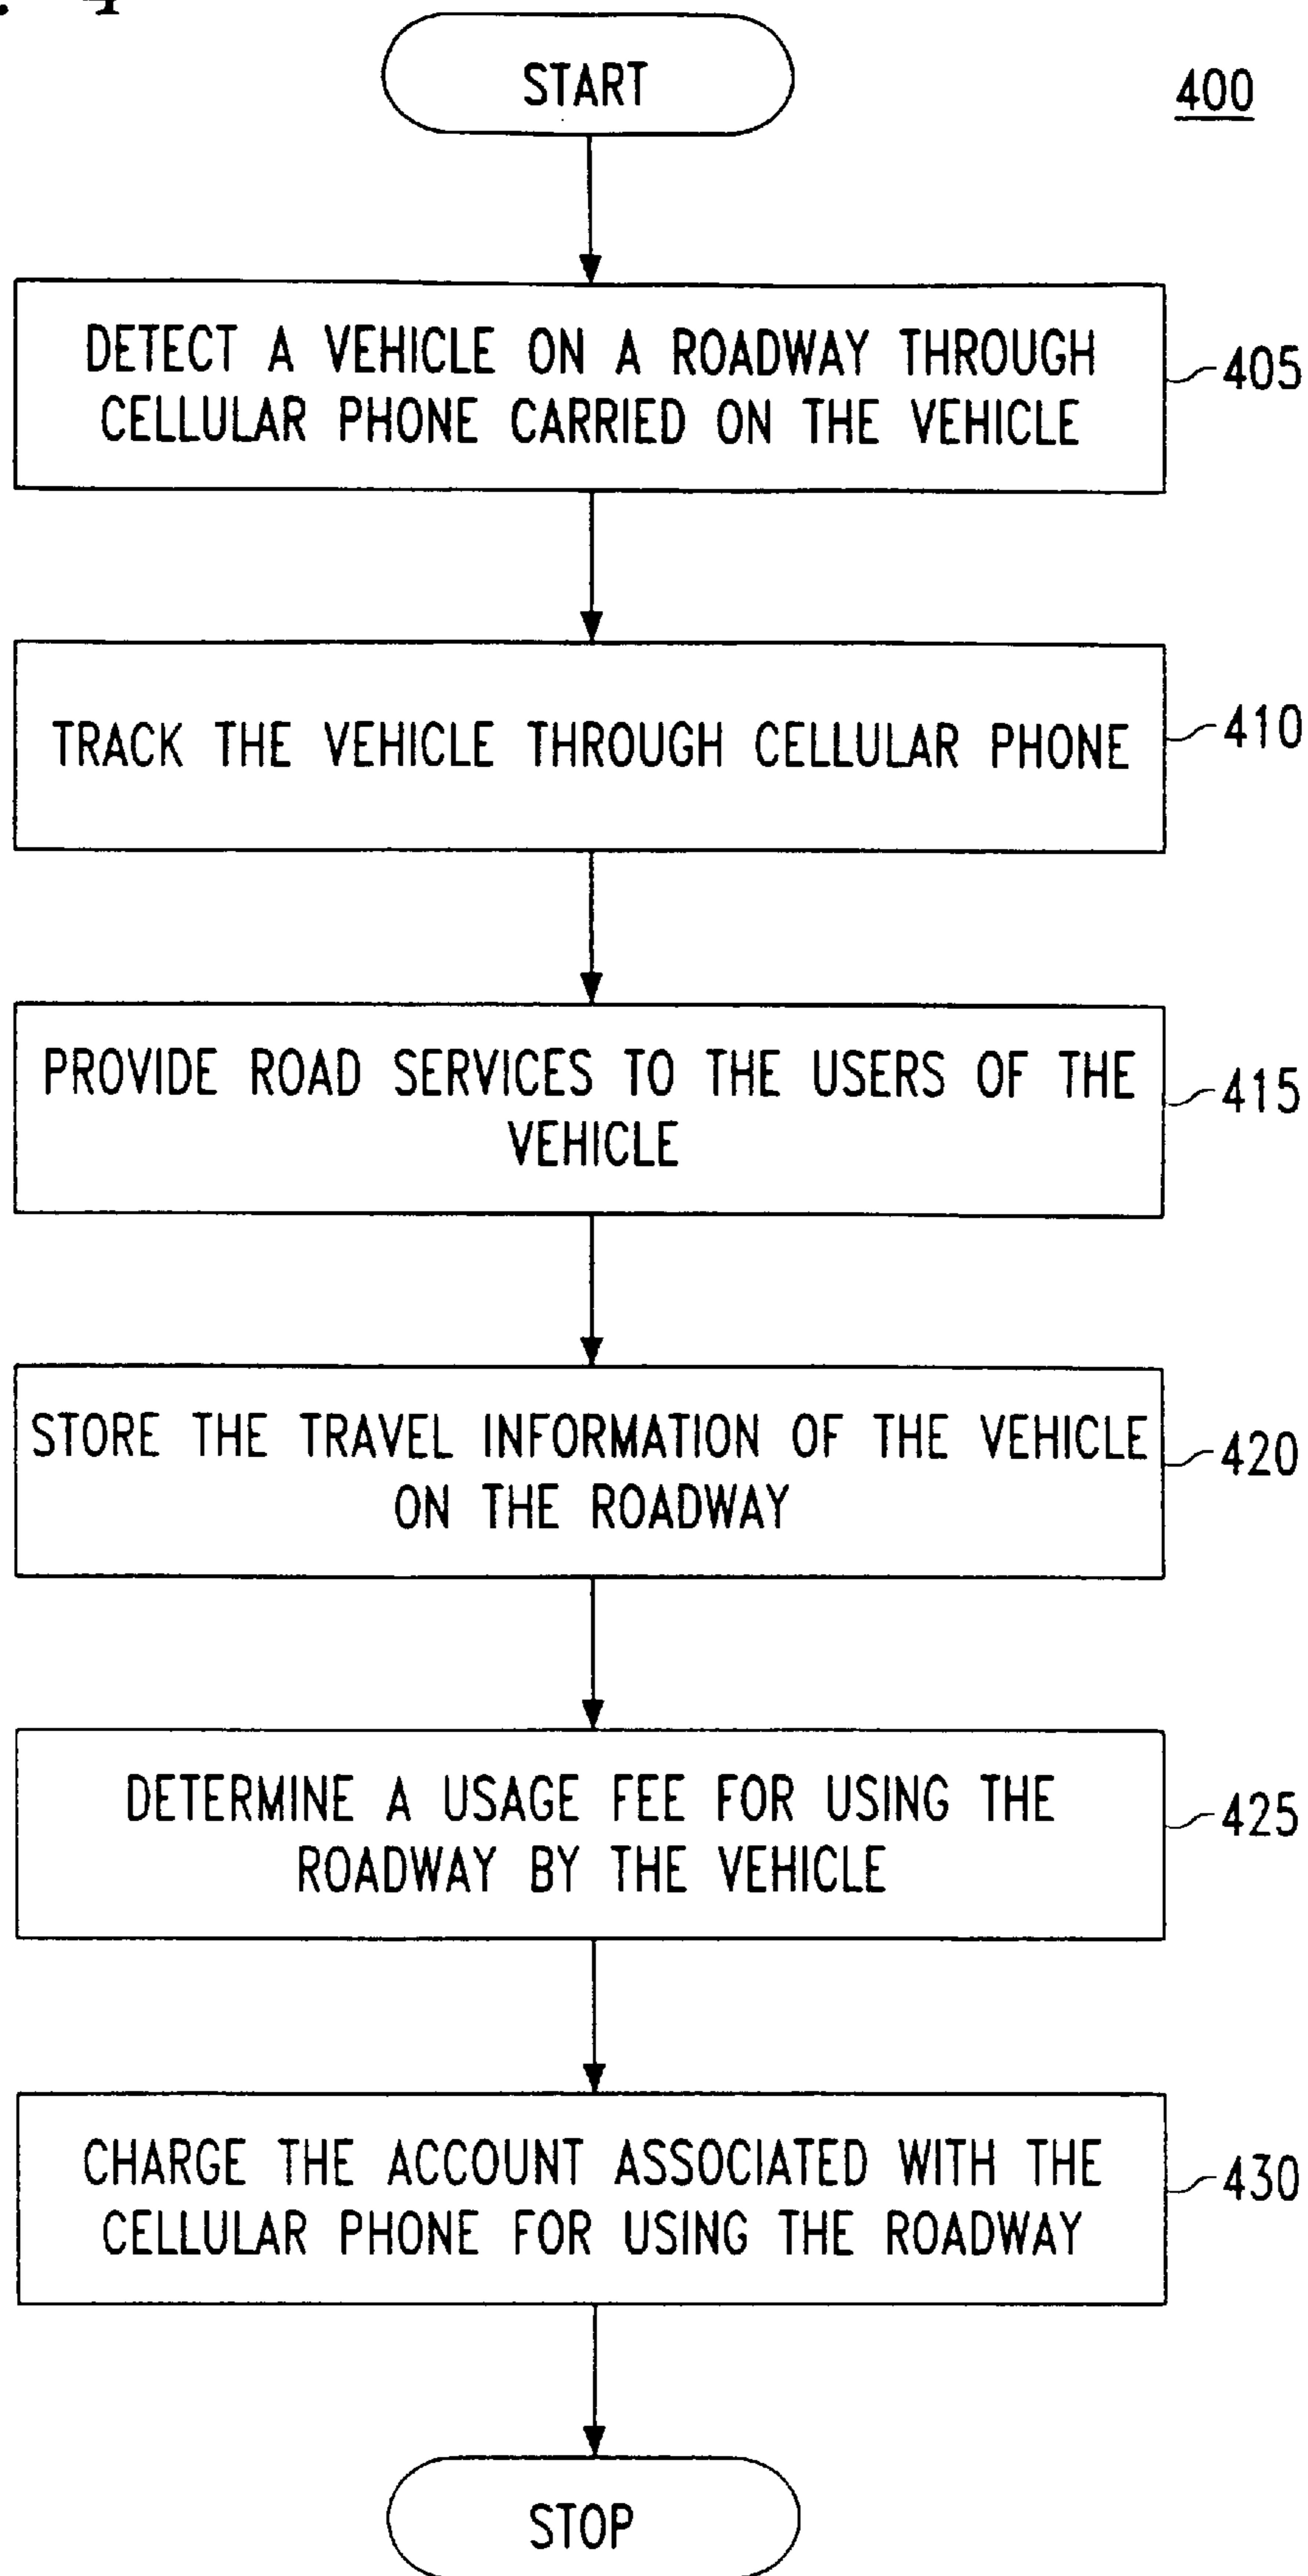 . 4
START
400
DETECT A VEHICLE ON A ROADWAY THROUGH
CELLULAR PHONE CARRIED ON THE VEHICLE
405
TRACK THE VEHICLE THROUGH CELLULAR PHONE
410
PROVIDE ROAD SERVICES TO THE USERS OF THE
VEHICLE
415
STORE THE TRAVEL INFORMATION OF THE VEHICLE
ON THE ROADWAY
420
DETERMINE A USAGE FEE FOR USING THE
ROADWAY BY THE VEHICLE
425
CHARGE THE ACCOUNT ASSOCIATED WITH THE
CELLULAR PHONE FOR USING THE ROADWAY
430
STOP